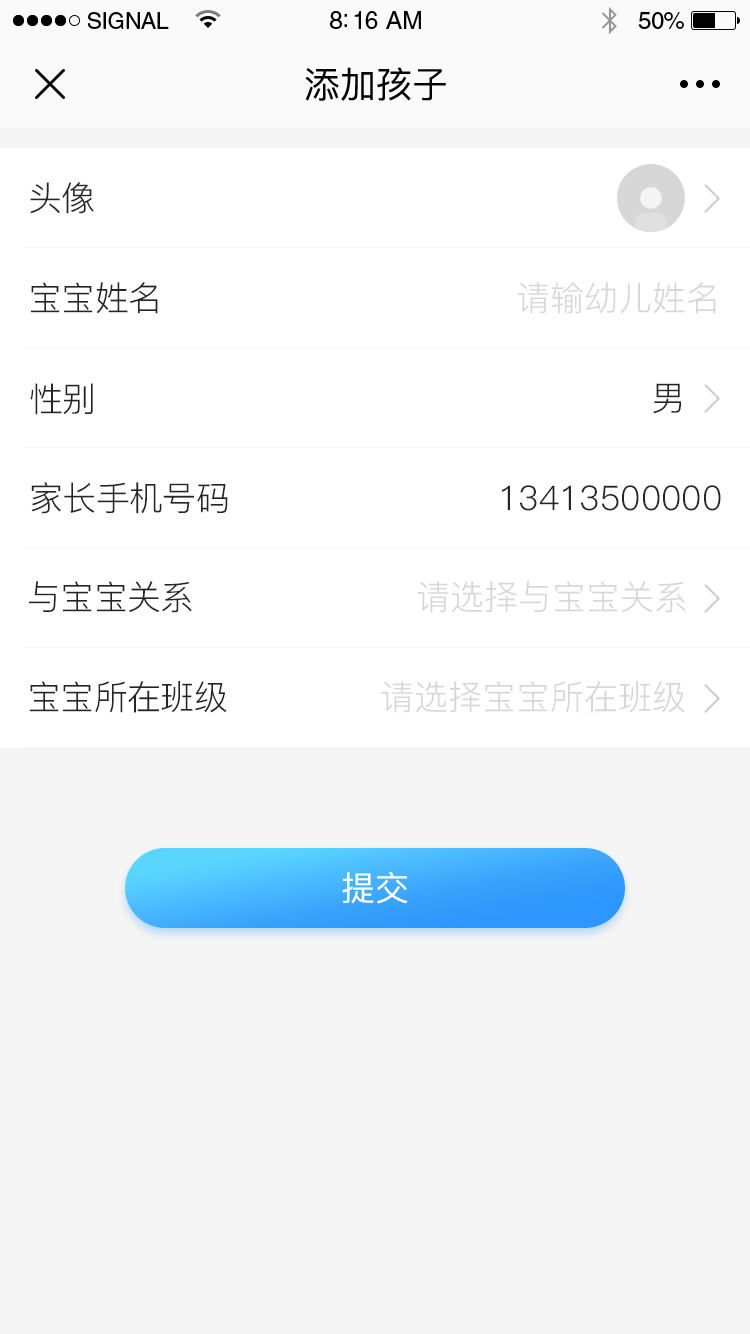 SIGNAL 8:16 AM 50%
添加孩子
头像
宝宝姓名 请输幼儿姓名
性别 男
家长手机号码 13413500000
与宝宝关系 请选择与宝宝关系
宝宝所在班级 请选择宝宝所在班级
提交